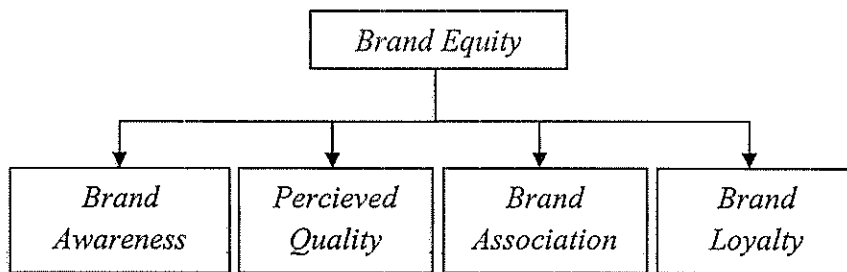 Brand Equity
Brand
Awareness
Percieved
Quality
Brand
Association
Brand
Loyalty